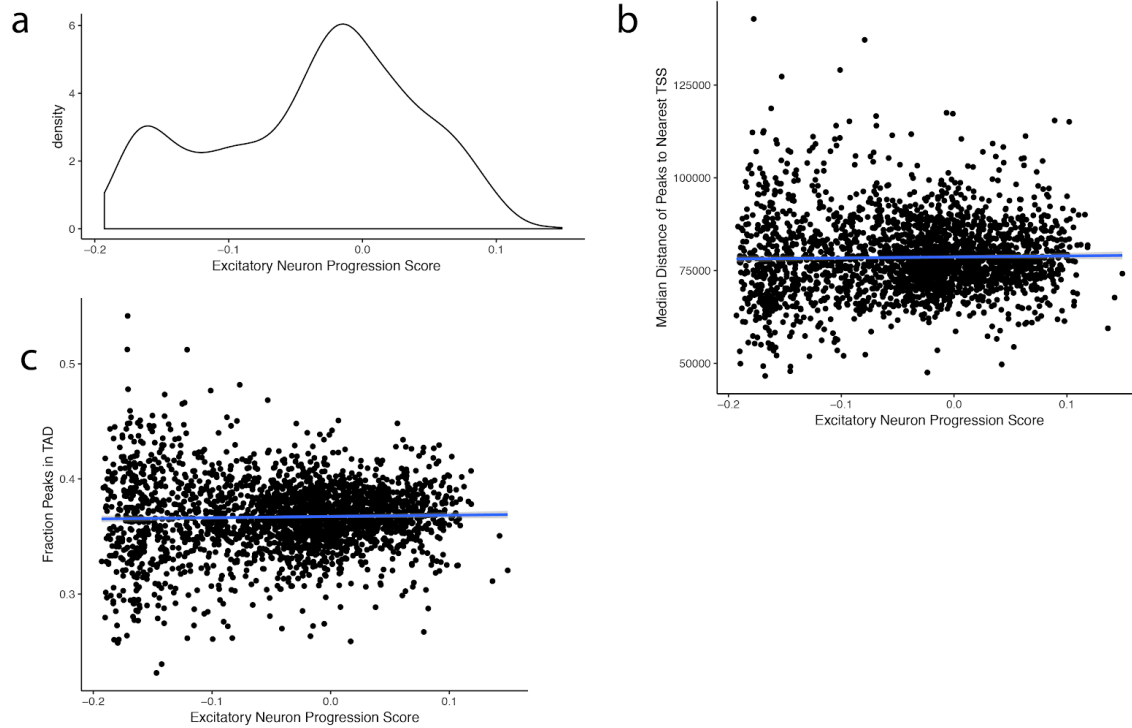 a
6
4
2
0
density
−0.2
−0.1
0.0
0.1
Excitatory Neuron Progression Score
b
125000
100000
75000
50000
Median Distance of Peaks to Nearest TSS
−0.2
−0.1
0.0
0.1
Excitatory Neuron Progression Score
c
0.5
0.4
0.3
Fraction Peaks in TAD
−0.2
−0.1
0.0
0.1
Excitatory Neuron Progression Score